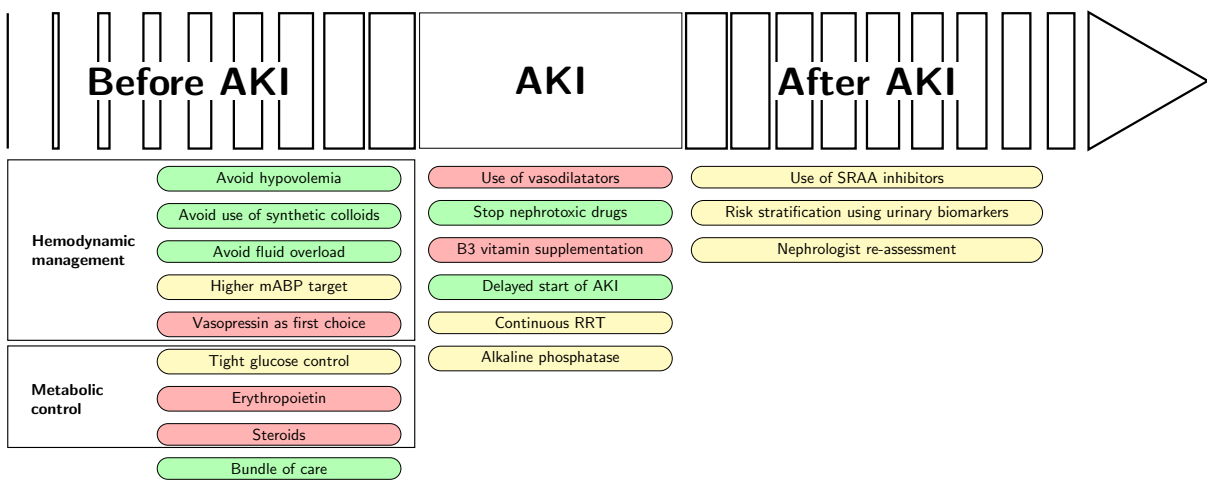 Before AKI
AKI
After AKI
Hemodynamic
management
Avoid hypovolemia
Avoid use of synthetic colloids
Avoid fluid overload
Higher mABP target
Vasopressin as first choice
Metabolic
control
Tight glucose control
Erythropoietin
Steroids
Bundle of care
Use of vasodilatators
Stop nephrotoxic drugs
B3 vitamin supplementation
Delayed start of AKI
Continuous RRT
Alkaline phosphatase
Use of SRAA inhibitors
Risk stratification using urinary biomarkers
Nephrologist re-assessment